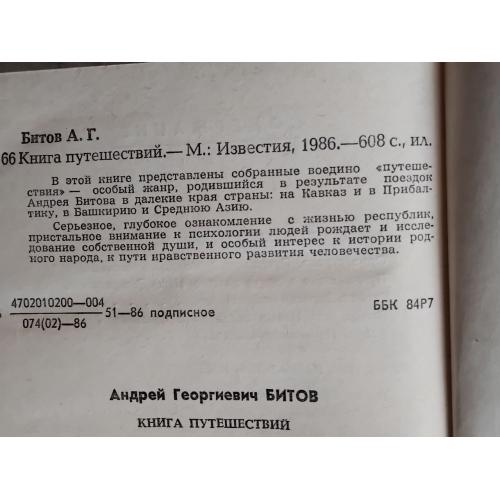 Битов А. Г.
66 Книга путешествий.— М.: Известия, 1986.—608 с., ил.
В этой книге представлены собранные воедино «путеше-
ствия» — особый жанр, родившийся в результате поездок
Андрея Битова в далекие края страны: на Кавказ и в Прибал-
тику, в Башкирию и Среднюю Азию.
Серьезное, глубокое ознакомление с жизнью республик,
пристальное внимание к психологии людей рождает и иссле-
дование собственной души, и особый интерес к истории род-
ного народа, к пути нравственного развития человечества.
4702010200—004
074(02)—86
51—86 подписное
ББК 84Р7
Андрей Георгиевич БИТОВ
КНИГА ПУТЕШЕСТВИЙ